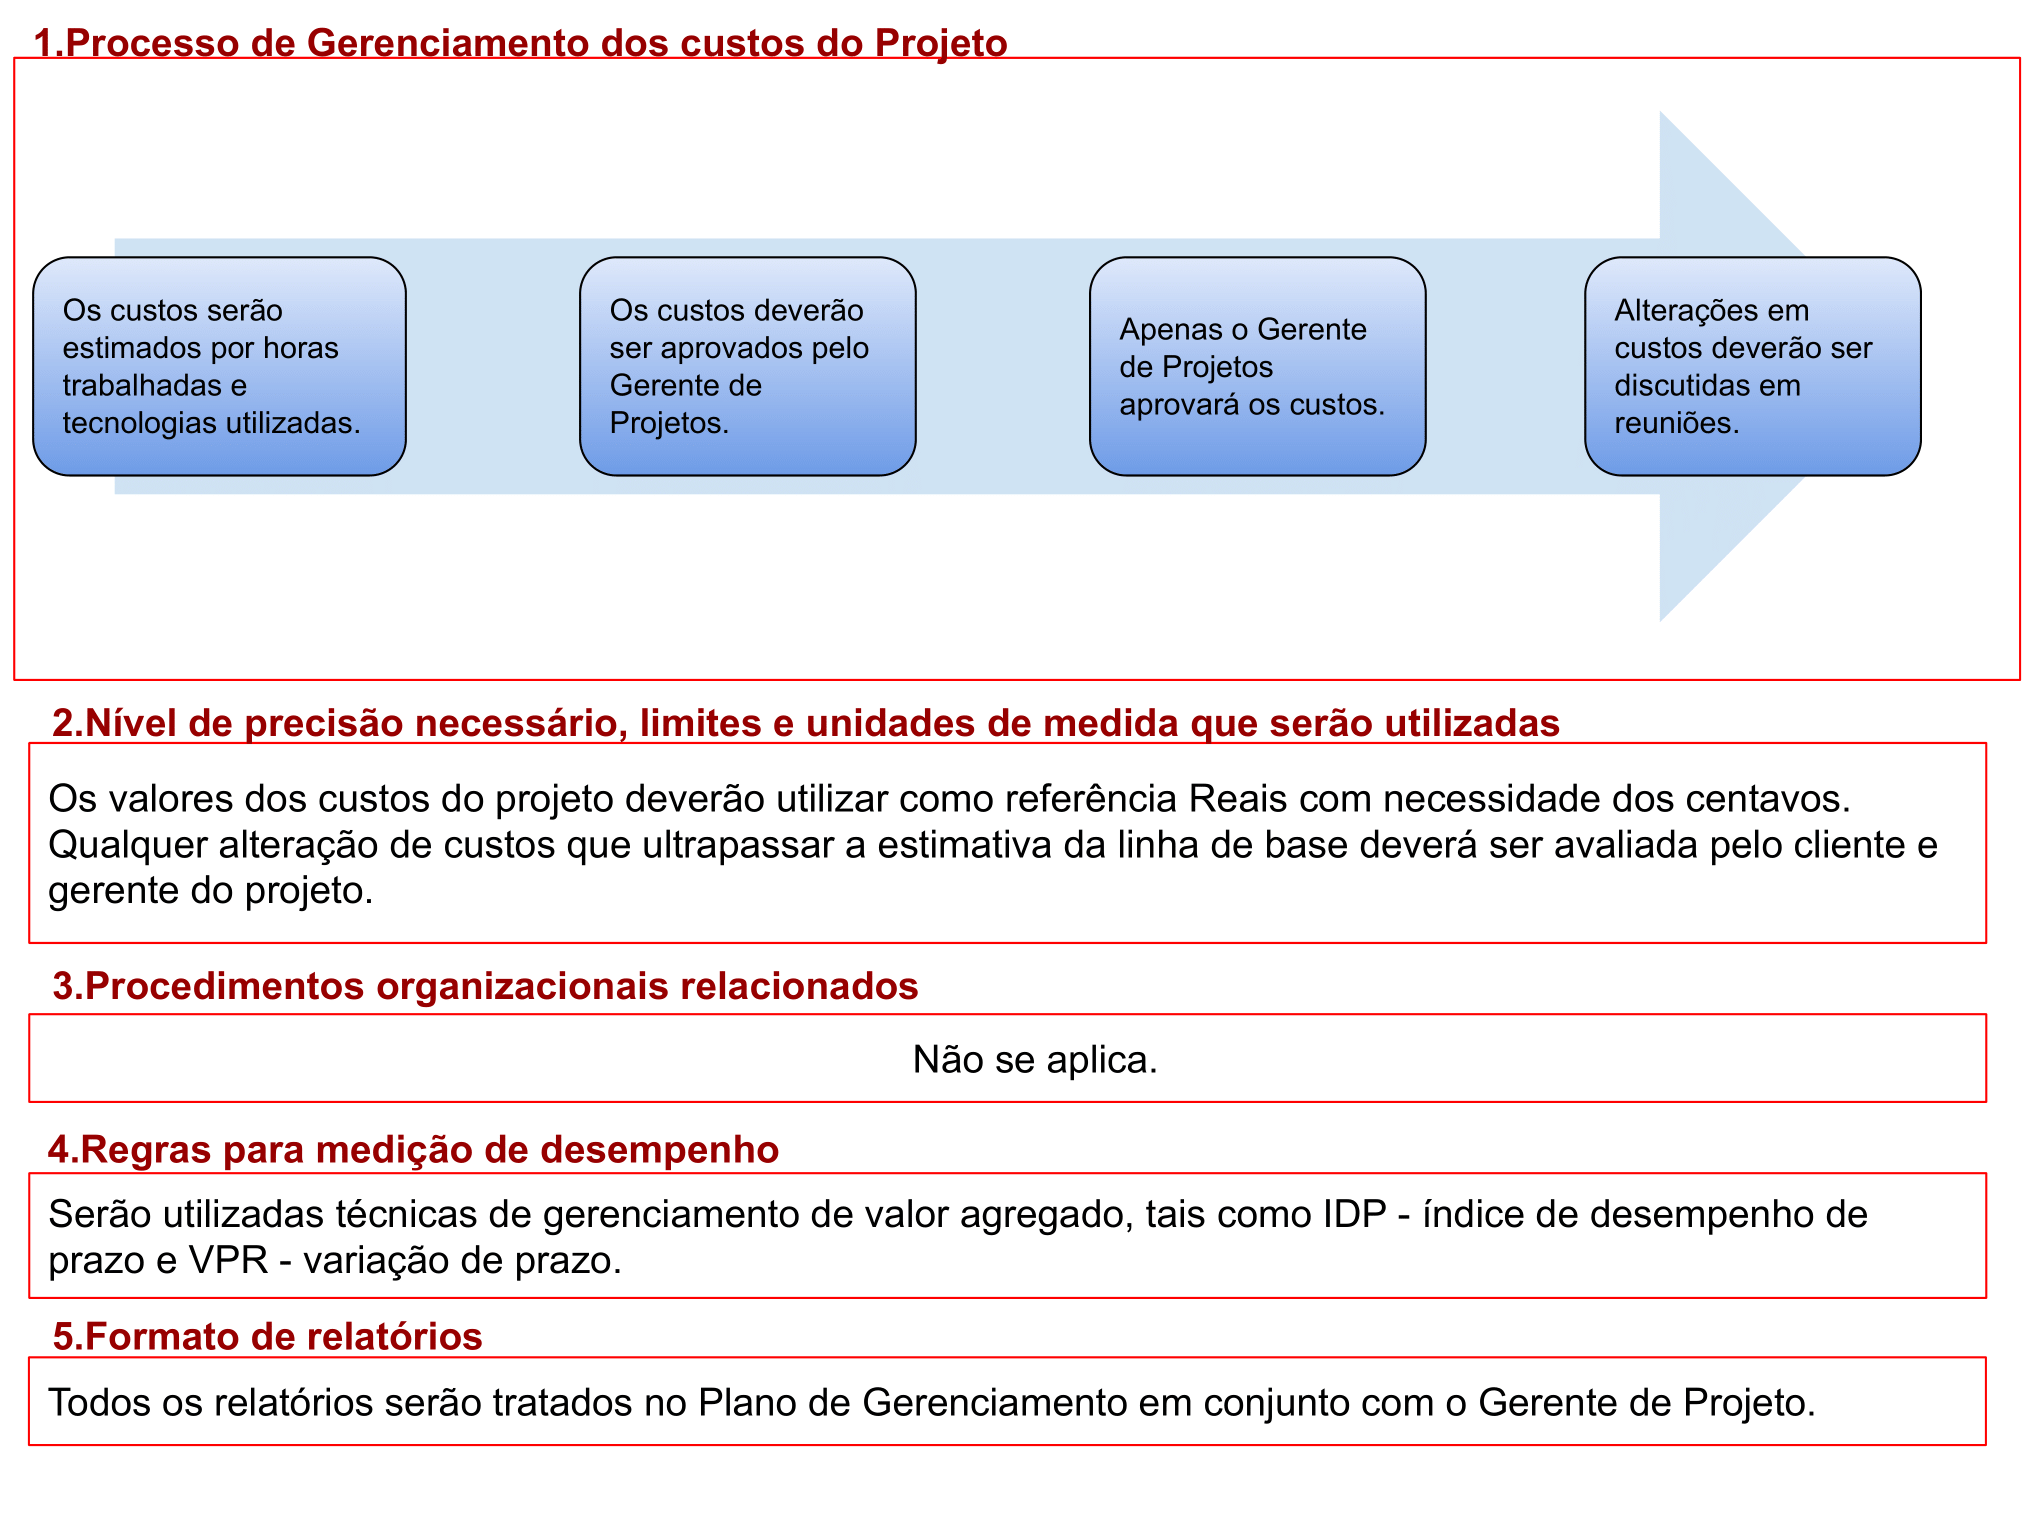 1.Processo de Gerenciamento dos custos do Projeto
Os custos serão
estimados por horas
trabalhadas e
tecnologias utilizadas.
Os custos deverão
ser aprovados pelo
Gerente de
Projetos.
Apenas o Gerente
de Projetos
aprovará os custos.
Alterações em
custos deverão ser
discutidas em
reuniões.
2.Nível de precisão necessário, limites e unidades de medida que serão utilizadas
Os valores dos custos do projeto deverão utilizar como referência Reais com necessidade dos centavos.
Qualquer alteração de custos que ultrapassar a estimativa da linha de base deverá ser avaliada pelo cliente e
gerente do projeto.
3.Procedimentos organizacionais relacionados
Não se aplica.
4.Regras para medição de desempenho
Serão utilizadas técnicas de gerenciamento de valor agregado, tais como IDP - índice de desempenho de
prazo e VPR - variação de prazo.
5.Formato de relatórios
Todos os relatórios serão tratados no Plano de Gerenciamento em conjunto com o Gerente de Projeto.